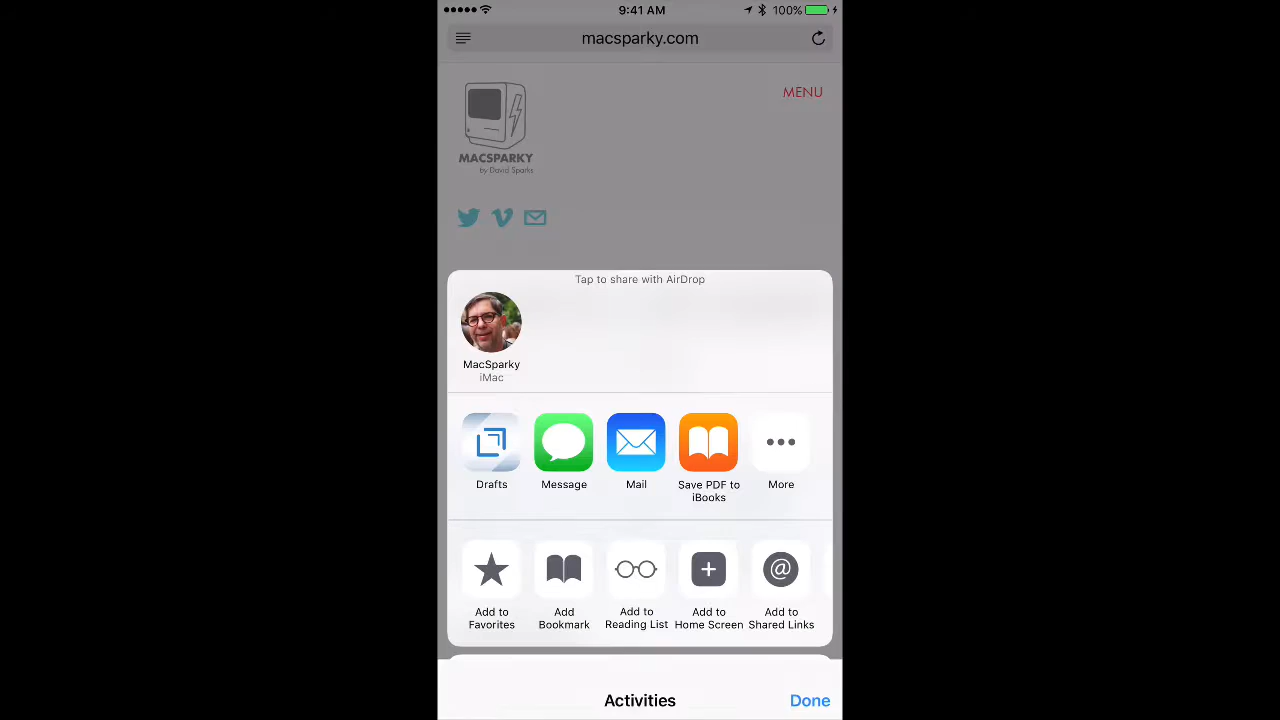 9:41 AM 100%
macsparky.com
MENU
MACSPARKY
by David Sparks
Tap to share with AirDrop
MacSparky
iMac
Drafts Message Mail Save PDF to iBooks More
Add to Favorites Add Bookmark Add to Reading List Add to Home Screen Add to Shared Links
Activities Done